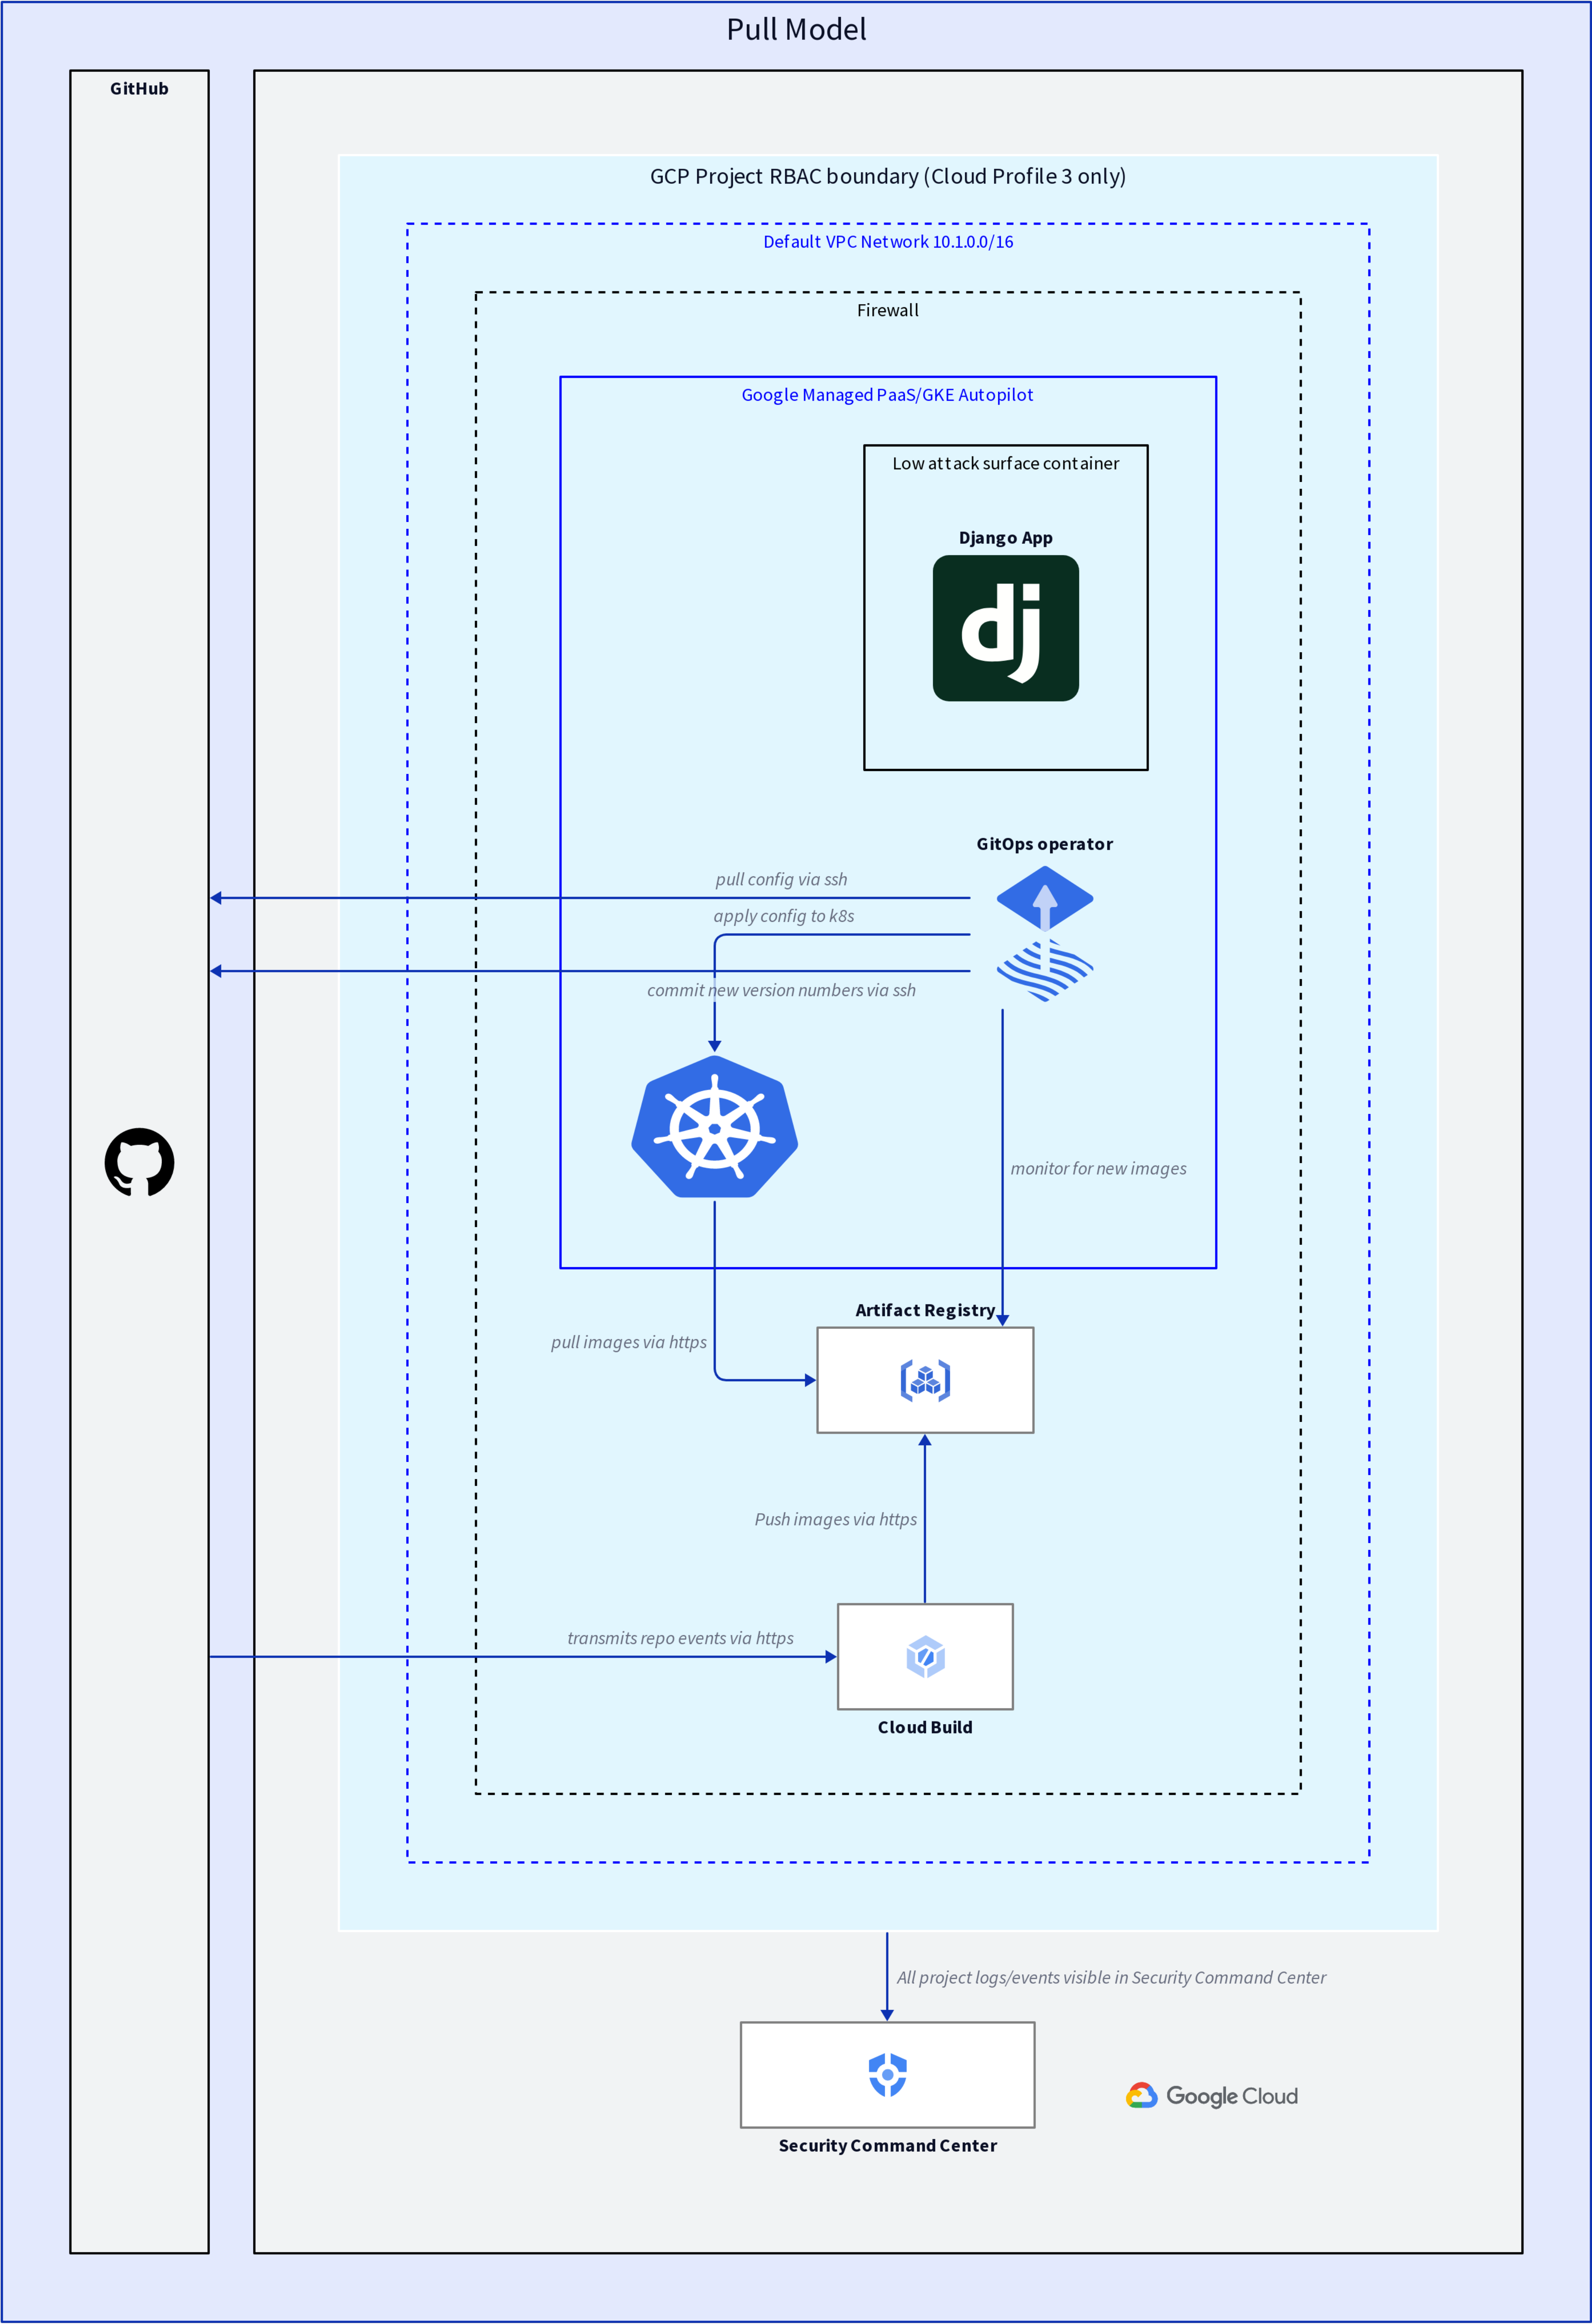 Pull Model
GitHub
GCP Project RBAC boundary (Cloud Profile 3 only)
Default VPC Network 10.1.0.0/16
Firewall
Google Managed PaaS/GKE Autopilot
Low attack surface container
Django App
dj
GitOps operator
pull config via ssh
apply config to k8s
commit new version numbers via ssh
monitor for new images
Artifact Registry
pull images via https
Push images via https
transmits repo events via https
Cloud Build
All project logs/events visible in Security Command Center
Google Cloud
Security Command Center